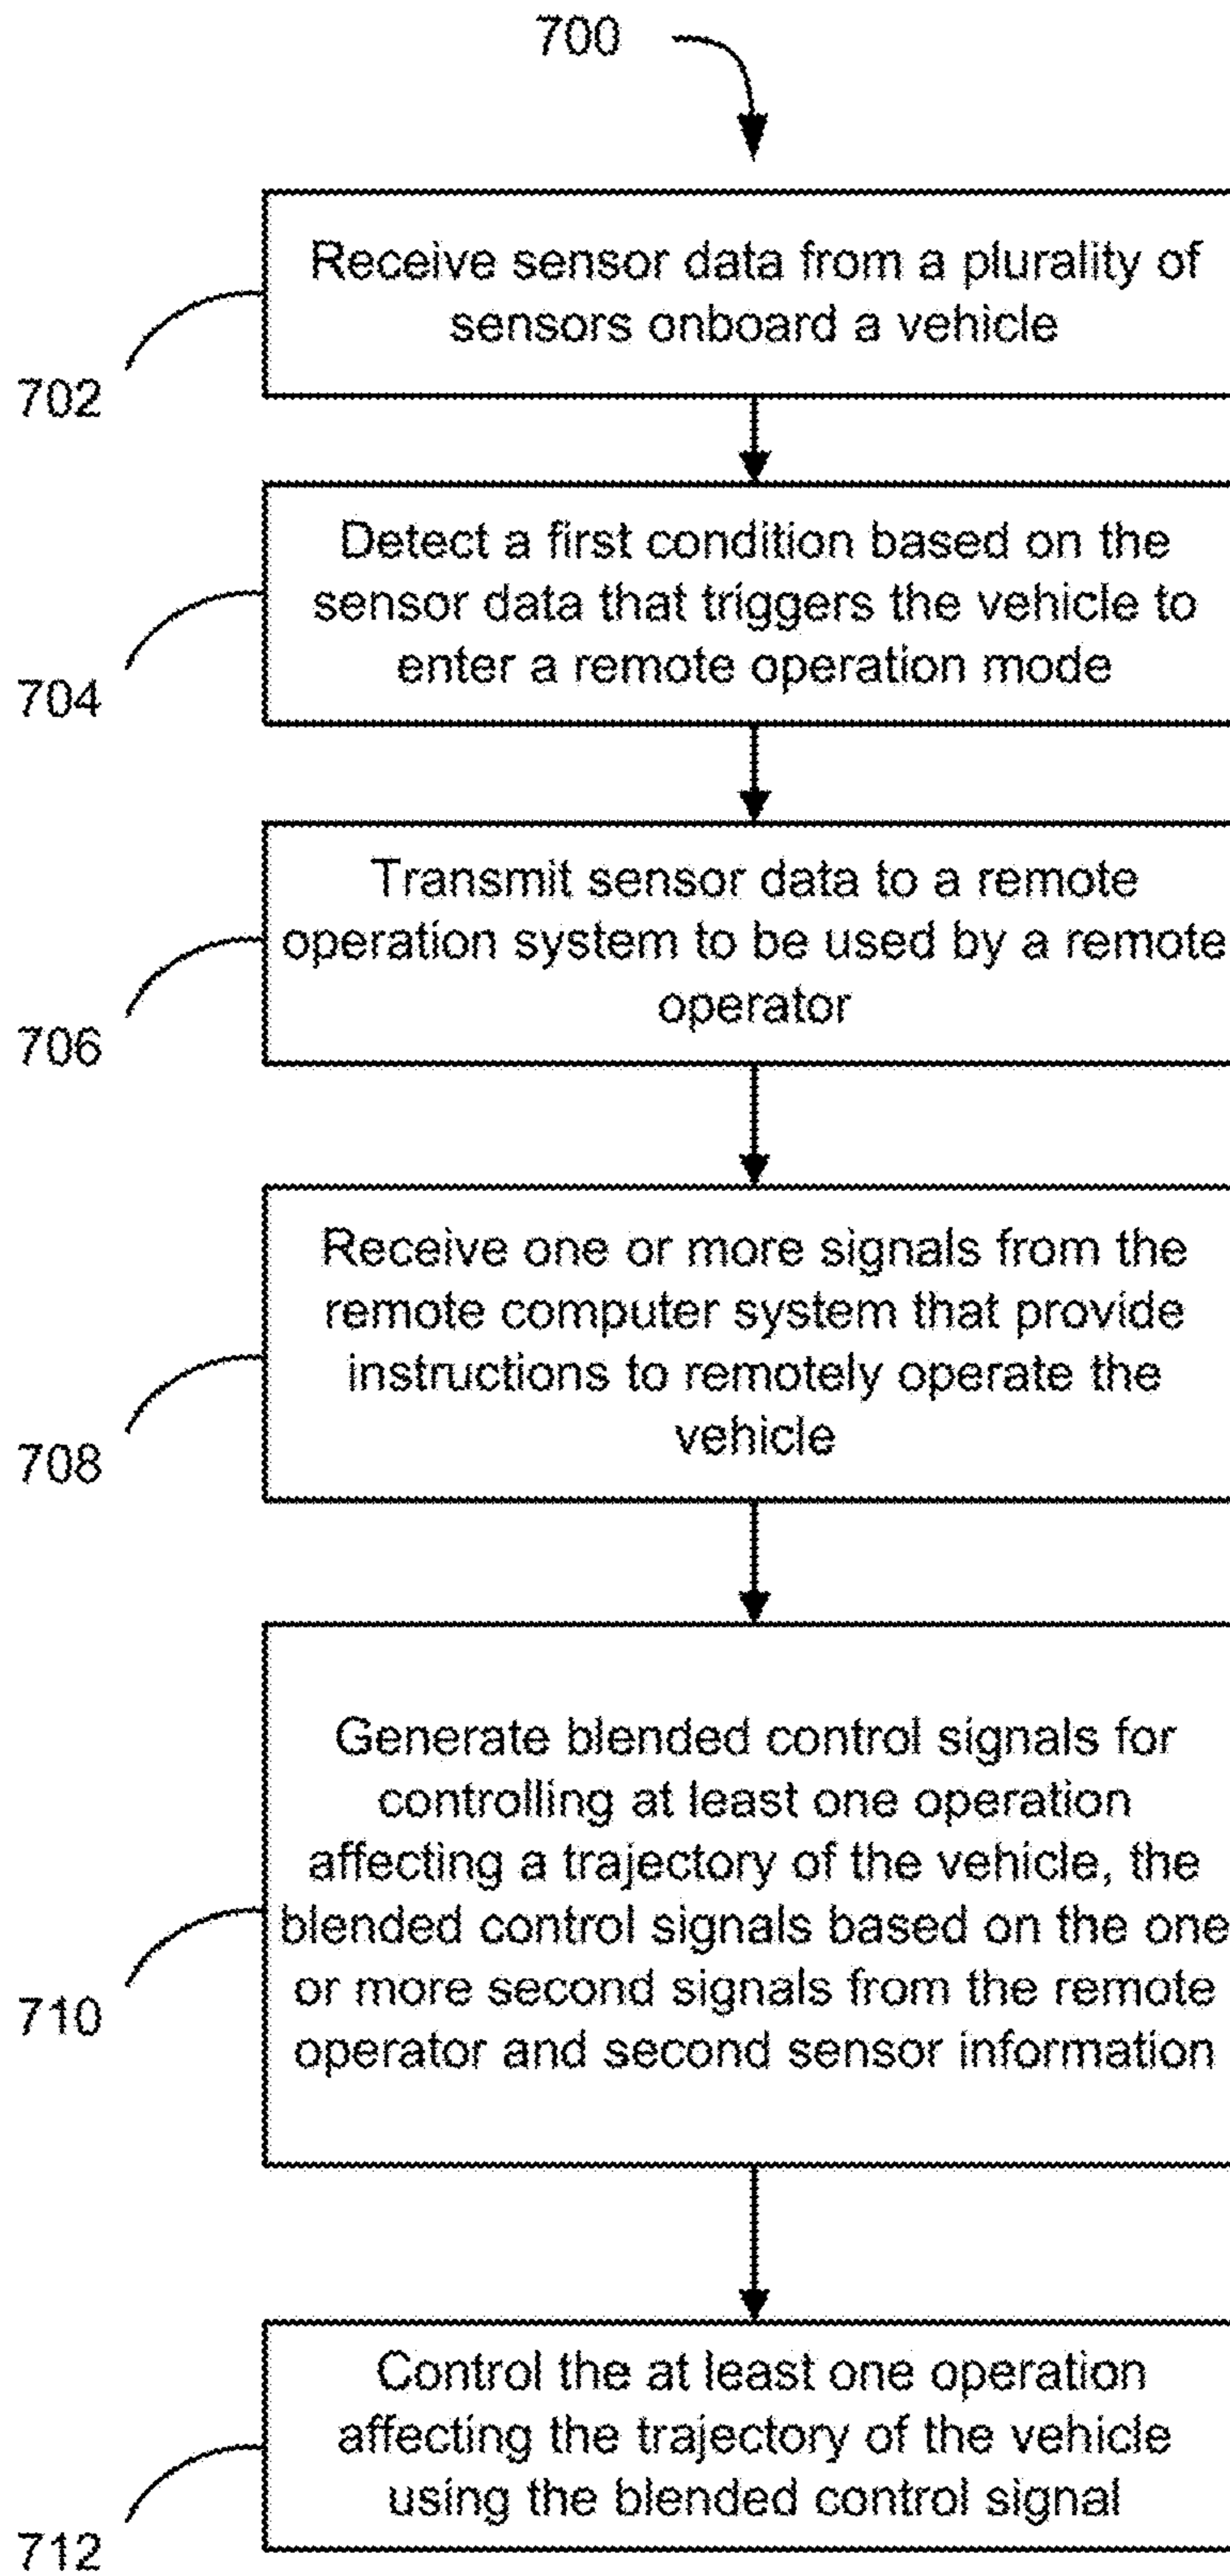 700
Receive sensor data from a plurality of
sensors onboard a vehicle
702
Detect a first condition based on the
sensor data that triggers the vehicle to
enter a remote operation mode
704
Transmit sensor data to a remote
operation system to be used by a remote
operator
706
Receive one or more signals from the
remote computer system that provide
instructions to remotely operate the
vehicle
708
Generate blended control signals for
controlling at least one operation
affecting a trajectory of the vehicle, the
blended control signals based on the one
or more second signals from the remote
operator and second sensor information
710
Control the at least one operation
affecting the trajectory of the vehicle
using the blended control signal
712